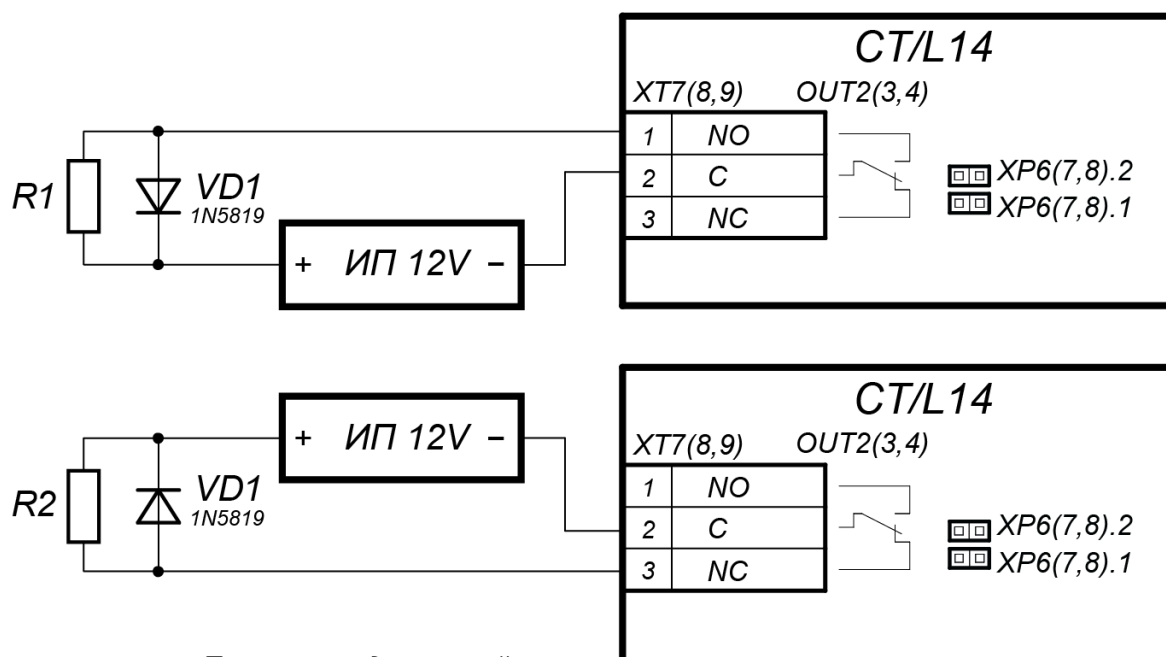 CT/L14
XT7(8,9) OUT2(3,4)
1 NO
2 C
3 NC
XP6(7,8).2
XP6(7,8).1
R1
VD1
1N5819
+ ИП 12V −
CT/L14
XT7(8,9) OUT2(3,4)
1 NO
2 C
3 NC
XP6(7,8).2
XP6(7,8).1
R2
VD1
1N5819
+ ИП 12V −